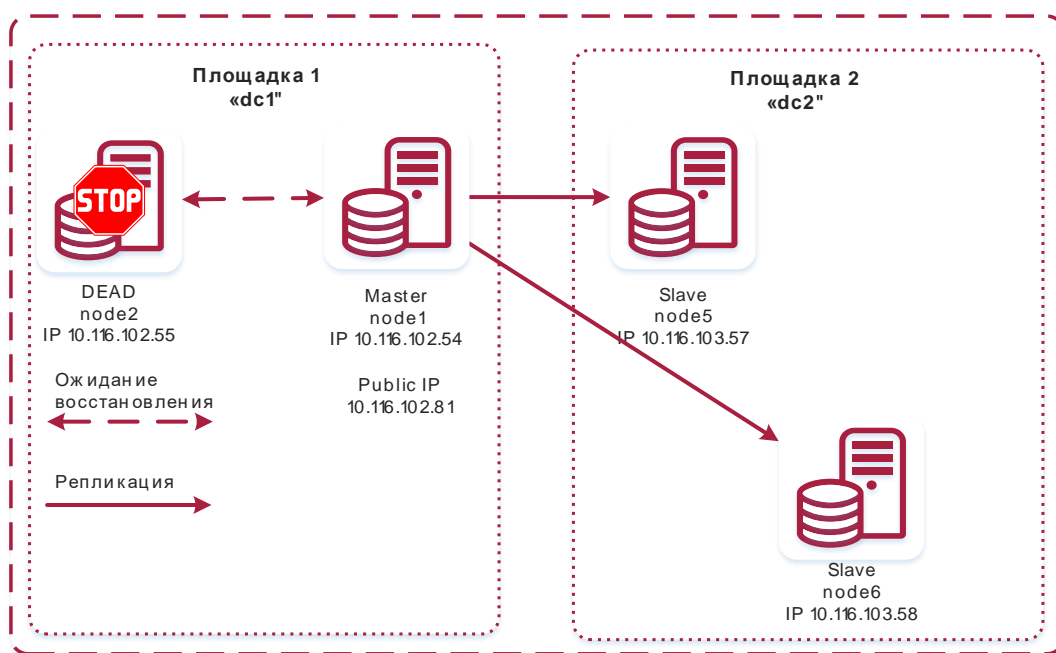 Площадка 1
«dc1"
STOP
DEAD
node2
IP 10.116.102.55
Master
node1
IP 10.116.102.54
Public IP
10.116.102.81
Ожидание
восстановления
Репликация
Площадка 2
«dc2"
Slave
node5
IP 10.116.103.57
Slave
node6
IP 10.116.103.58